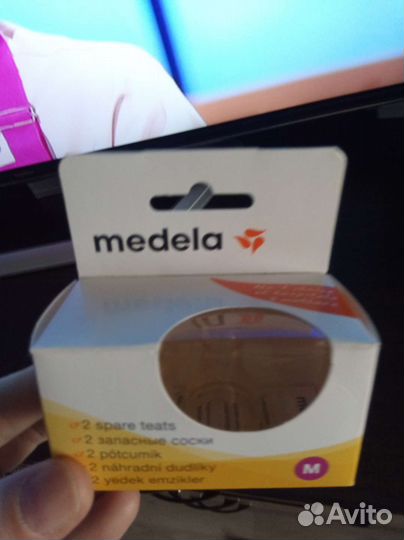 medela
2 spare teats
2 запасные соски
2 pótcumik
2 náhradní dudlíky
2 yedek emzikler
M
Avito